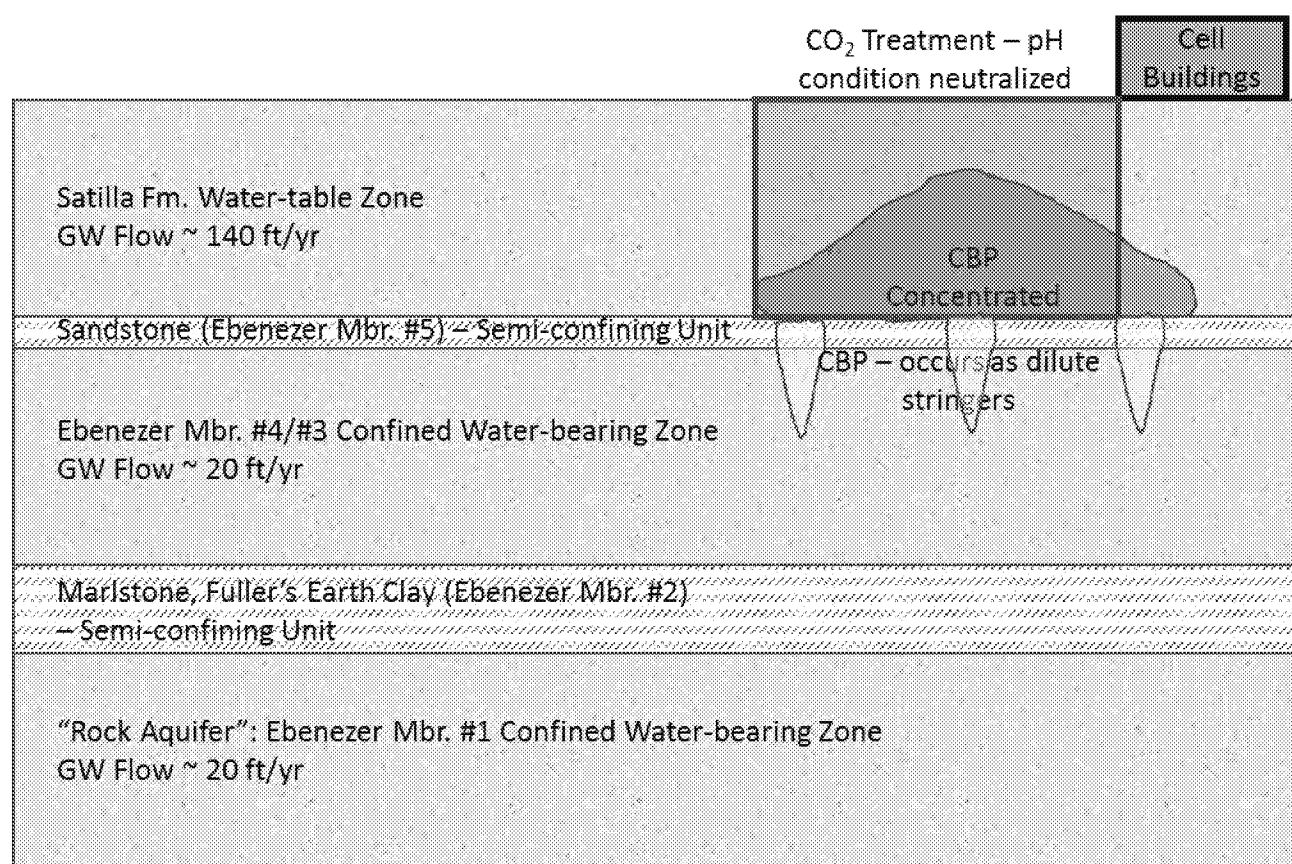 CO₂ Treatment – pH
condition neutralized
Cell
Buildings
Satilla Fm. Water-table Zone
GW Flow ~ 140 ft/yr
CBP
Concentrated
Sandstone (Ebenezer Mbr. #5) – Semi-confining Unit
CBP – occurs as dilute
stringers
Ebenezer Mbr. #4/#3 Confined Water-bearing Zone
GW Flow ~ 20 ft/yr
Marlstone, Fuller's Earth Clay (Ebenezer Mbr. #2)
– Semi-confining Unit
“Rock Aquifer”: Ebenezer Mbr. #1 Confined Water-bearing Zone
GW Flow ~ 20 ft/yr